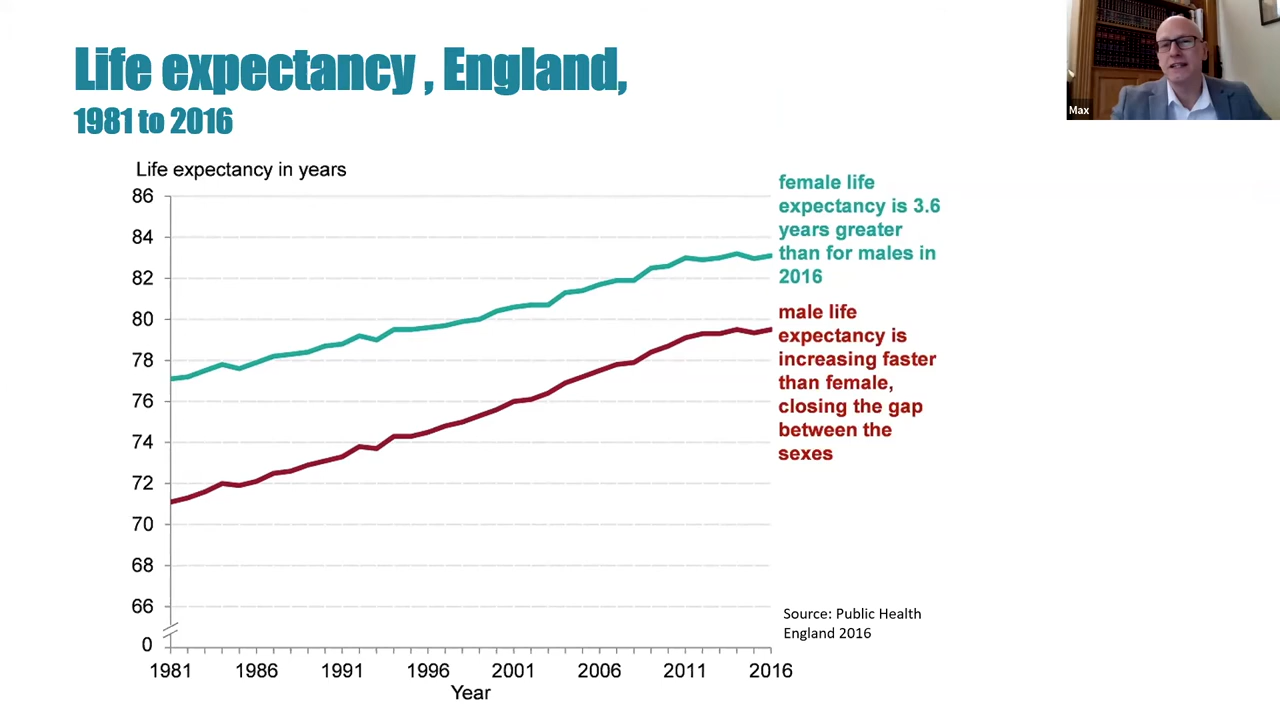 Life expectancy , England,
1981 to 2016
Max
Life expectancy in years
86
84
82
80
78
76
74
72
70
68
66
0
1981 1986 1991 1996 2001 2006 2011 2016
Year
female life
expectancy is 3.6
years greater
than for males in
2016
male life
expectancy is
increasing faster
than female,
closing the gap
between the
sexes
Source: Public Health
England 2016